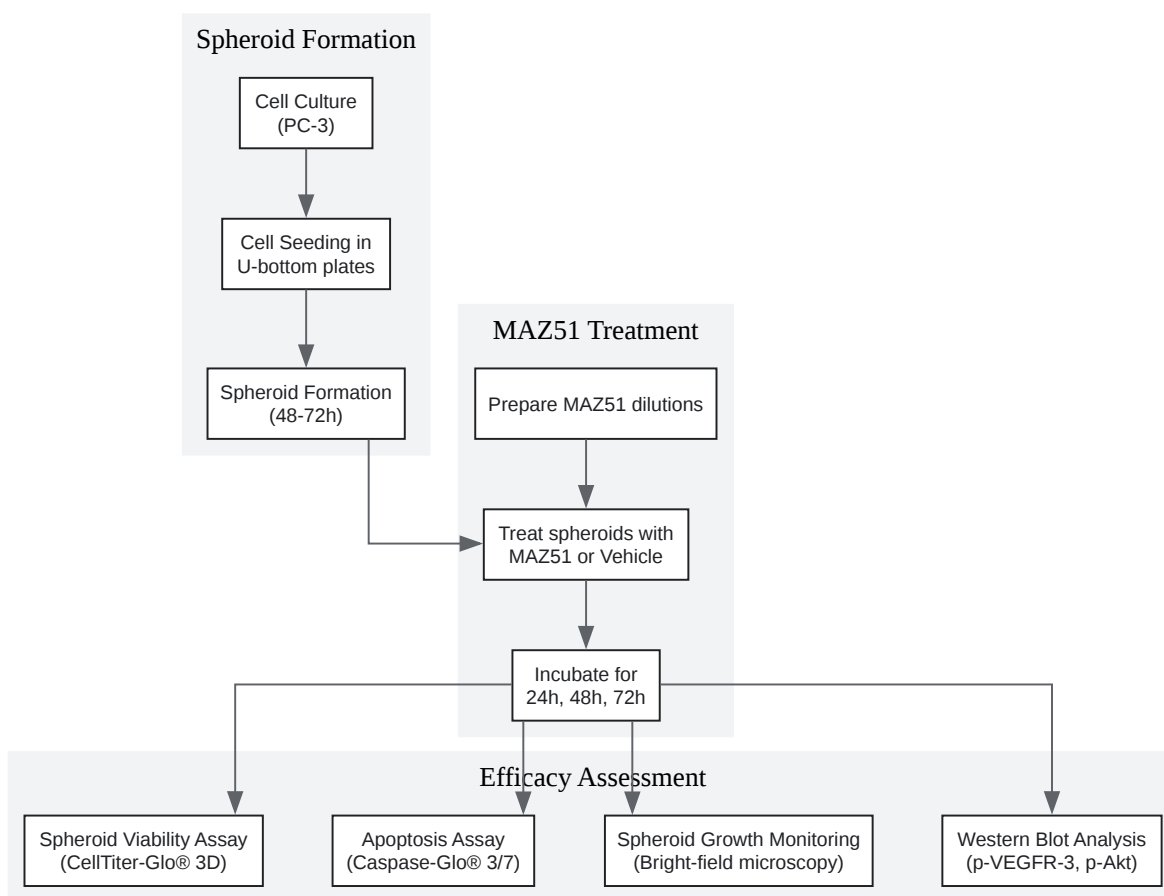 Spheroid Formation
Cell Culture
(PC-3)
Cell Seeding in
U-bottom plates
Spheroid Formation
(48-72h)
MAZ51 Treatment
Prepare MAZ51 dilutions
Treat spheroids with
MAZ51 or Vehicle
Incubate for
24h, 48h, 72h
Efficacy Assessment
Spheroid Viability Assay
(CellTiter-Glo® 3D)
Apoptosis Assay
(Caspase-Glo® 3/7)
Spheroid Growth Monitoring
(Bright-field microscopy)
Western Blot Analysis
(p-VEGFR-3, p-Akt)